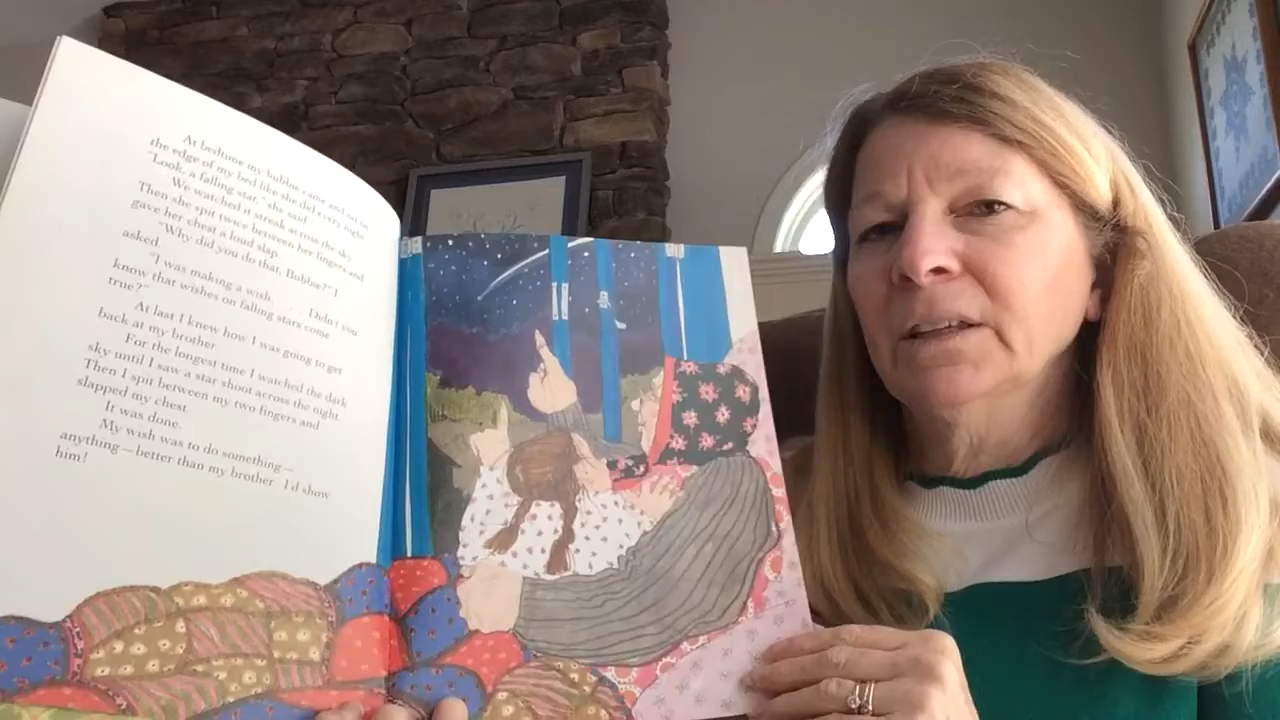 At bedtime my bubbie came and sat on
the edge of my bed like she did every night
"Look, a falling star," she said
We watched it streak across the sky
Then she spit twice between her fingers and
gave her chest a loud slap.
"Why did you do that, Bubbie?" I
asked.
"I was making a wish. Didn't you
know that wishes on falling stars come
true?"
At last I knew how I was going to get
back at my brother
For the longest time I watched the dark
sky until I saw a star shoot across the night.
Then I spit between my two fingers and
slapped my chest
It was done.
My wish was to do something—
anything—better than my brother I'd show
him!